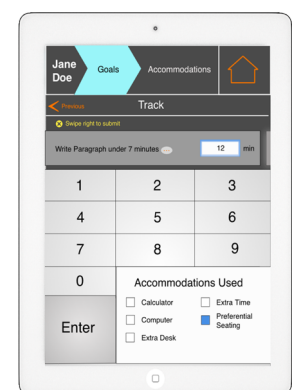 Jane Doe
Goals
Accommodations
Previous
Track
Swipe right to submit
Write Paragraph under 7 minutes
12 min
1 2 3
4 5 6
7 8 9
0
Enter
Accommodations Used
Calculator
Extra Time
Computer
Preferential Seating
Extra Desk